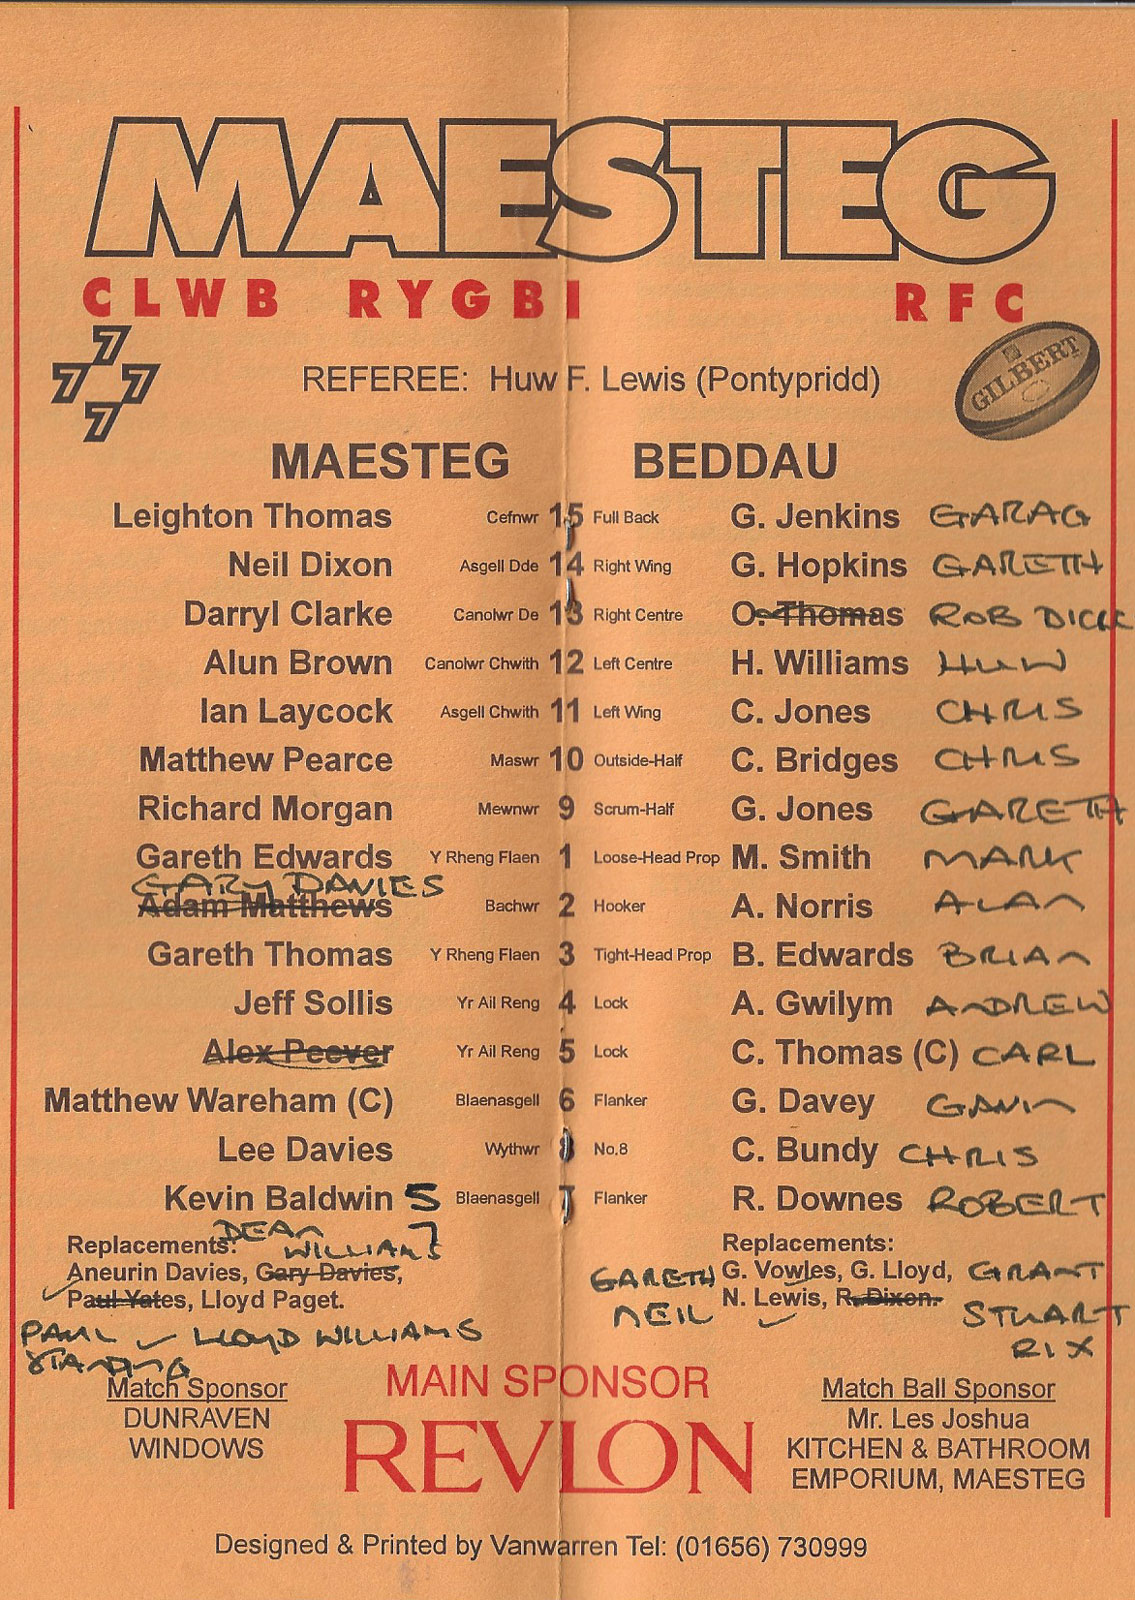 MAESTEG
CLWB RYGBI RFC
7 7 7 7
GILBERT
REFEREE: Huw F. Lewis (Pontypridd)
MAESTEG BEDDAU
Leighton Thomas Cefnwr 15 Full Back G. Jenkins GARAG
Neil Dixon Asgell Dde 14 Right Wing G. Hopkins GARETH
Darryl Clarke Canolwr De 13 Right Centre O. Thomas ROB DICK
Alun Brown Canolwr Chwith 12 Left Centre H. Williams HUW
Ian Laycock Asgell Chwith 11 Left Wing C. Jones CHRIS
Matthew Pearce Maswr 10 Outside-Half C. Bridges CHRIS
Richard Morgan Mewnwr 9 Scrum-Half G. Jones GARETH
Gareth Edwards Y Rheng Flaen 1 Loose-Head Prop M. Smith MARK
GARY DAVIES
Adam Matthews Bachwr 2 Hooker A. Norris ALAN
Gareth Thomas Y Rheng Flaen 3 Tight-Head Prop B. Edwards BRIAN
Jeff Sollis Yr Ail Reng 4 Lock A. Gwilym ANDREW
Alex Peever Yr Ail Reng 5 Lock C. Thomas (C) CARL
Matthew Wareham (C) Blaenasgell 6 Flanker G. Davey GAVIN
Lee Davies Wythwr 8 No.8 C. Bundy CHRIS
Kevin Baldwin 5 Blaenasgell 7 Flanker R. Downes ROBERT
DEAN WILLIAMS 7
Replacements: Replacements:
Aneurin Davies, Gary Davies, GARETH G. Vowles, G. Lloyd, GRANT
Paul Yates, Lloyd Paget. NEIL N. Lewis, R. Dixon. STUART
PAUL LLOYD WILLIAMS RIX
STANDING
MAIN SPONSOR
REVLON
Match Sponsor
DUNRAVEN
WINDOWS
Match Ball Sponsor
Mr. Les Joshua
KITCHEN & BATHROOM
EMPORIUM, MAESTEG
Designed & Printed by Vanwarren Tel: (01656) 730999